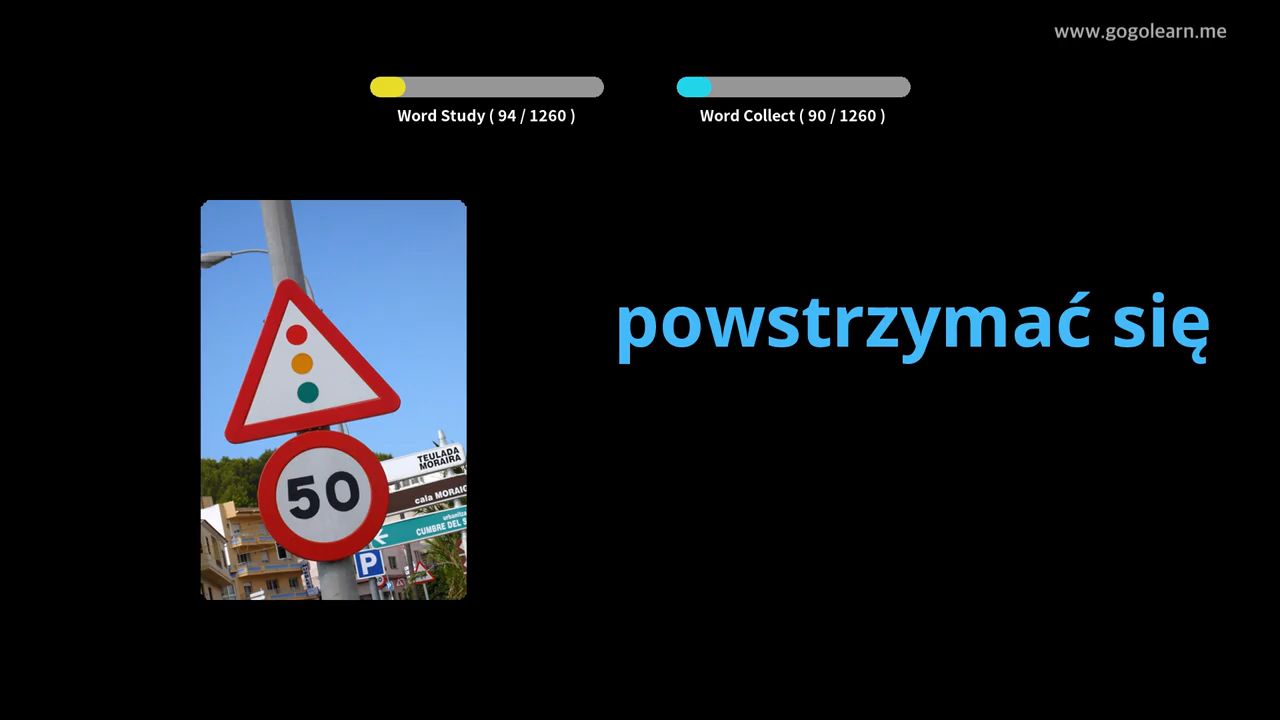 www.gogolearn.me
Word Study ( 94 / 1260 )
Word Collect ( 90 / 1260 )
powstrzymać się
TEULADA
MORAIRA
cala MORAIG
CUMBRE DEL S
50
P